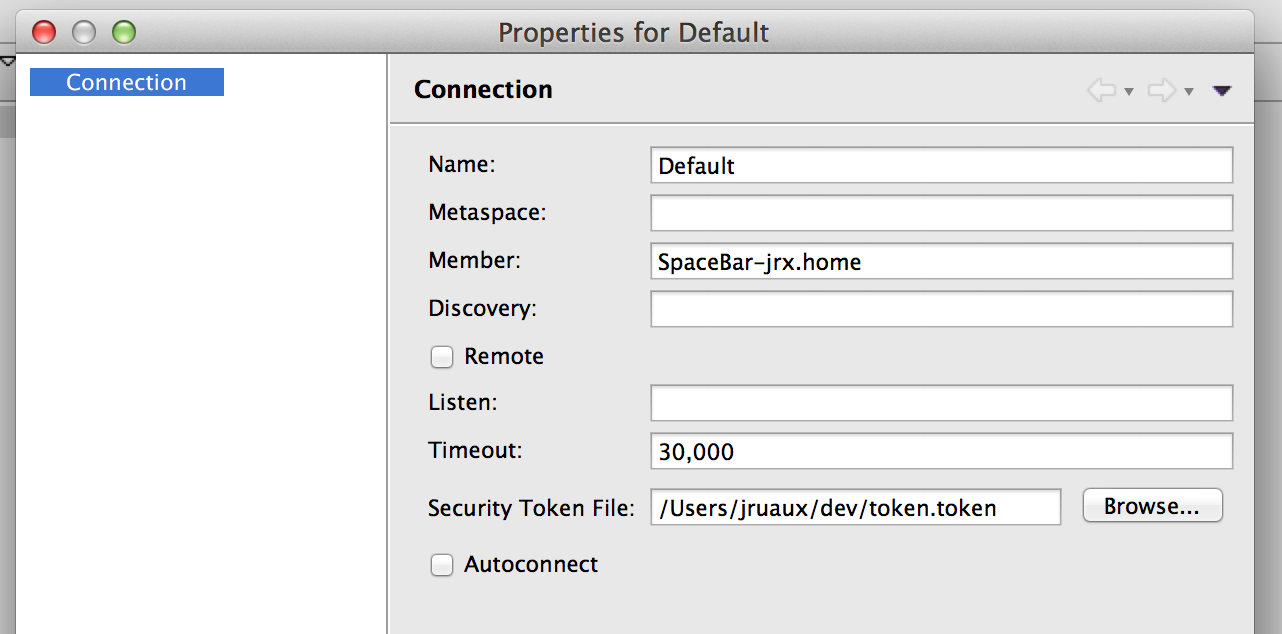 Properties for Default
Connection
Connection
Name: Default
Metaspace:
Member: SpaceBar-jrx.home
Discovery:
Remote
Listen:
Timeout: 30,000
Security Token File: /Users/jruaux/dev/token.token Browse...
Autoconnect